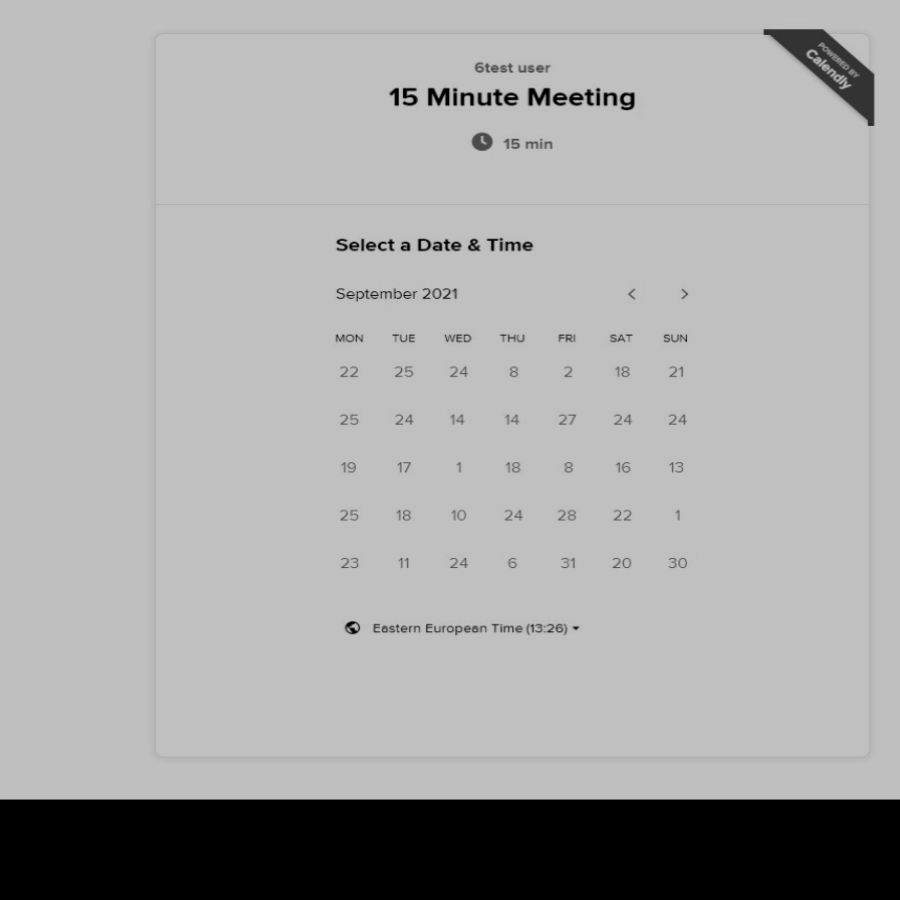 POWERED BY
Calendly
6test user
15 Minute Meeting
15 min
Select a Date & Time
September 2021
MON TUE WED THU FRI SAT SUN
22 25 24 8 2 18 21
25 24 14 14 27 24 24
19 17 1 18 8 16 13
25 18 10 24 28 22 1
23 11 24 6 31 20 30
Eastern European Time (13:26)